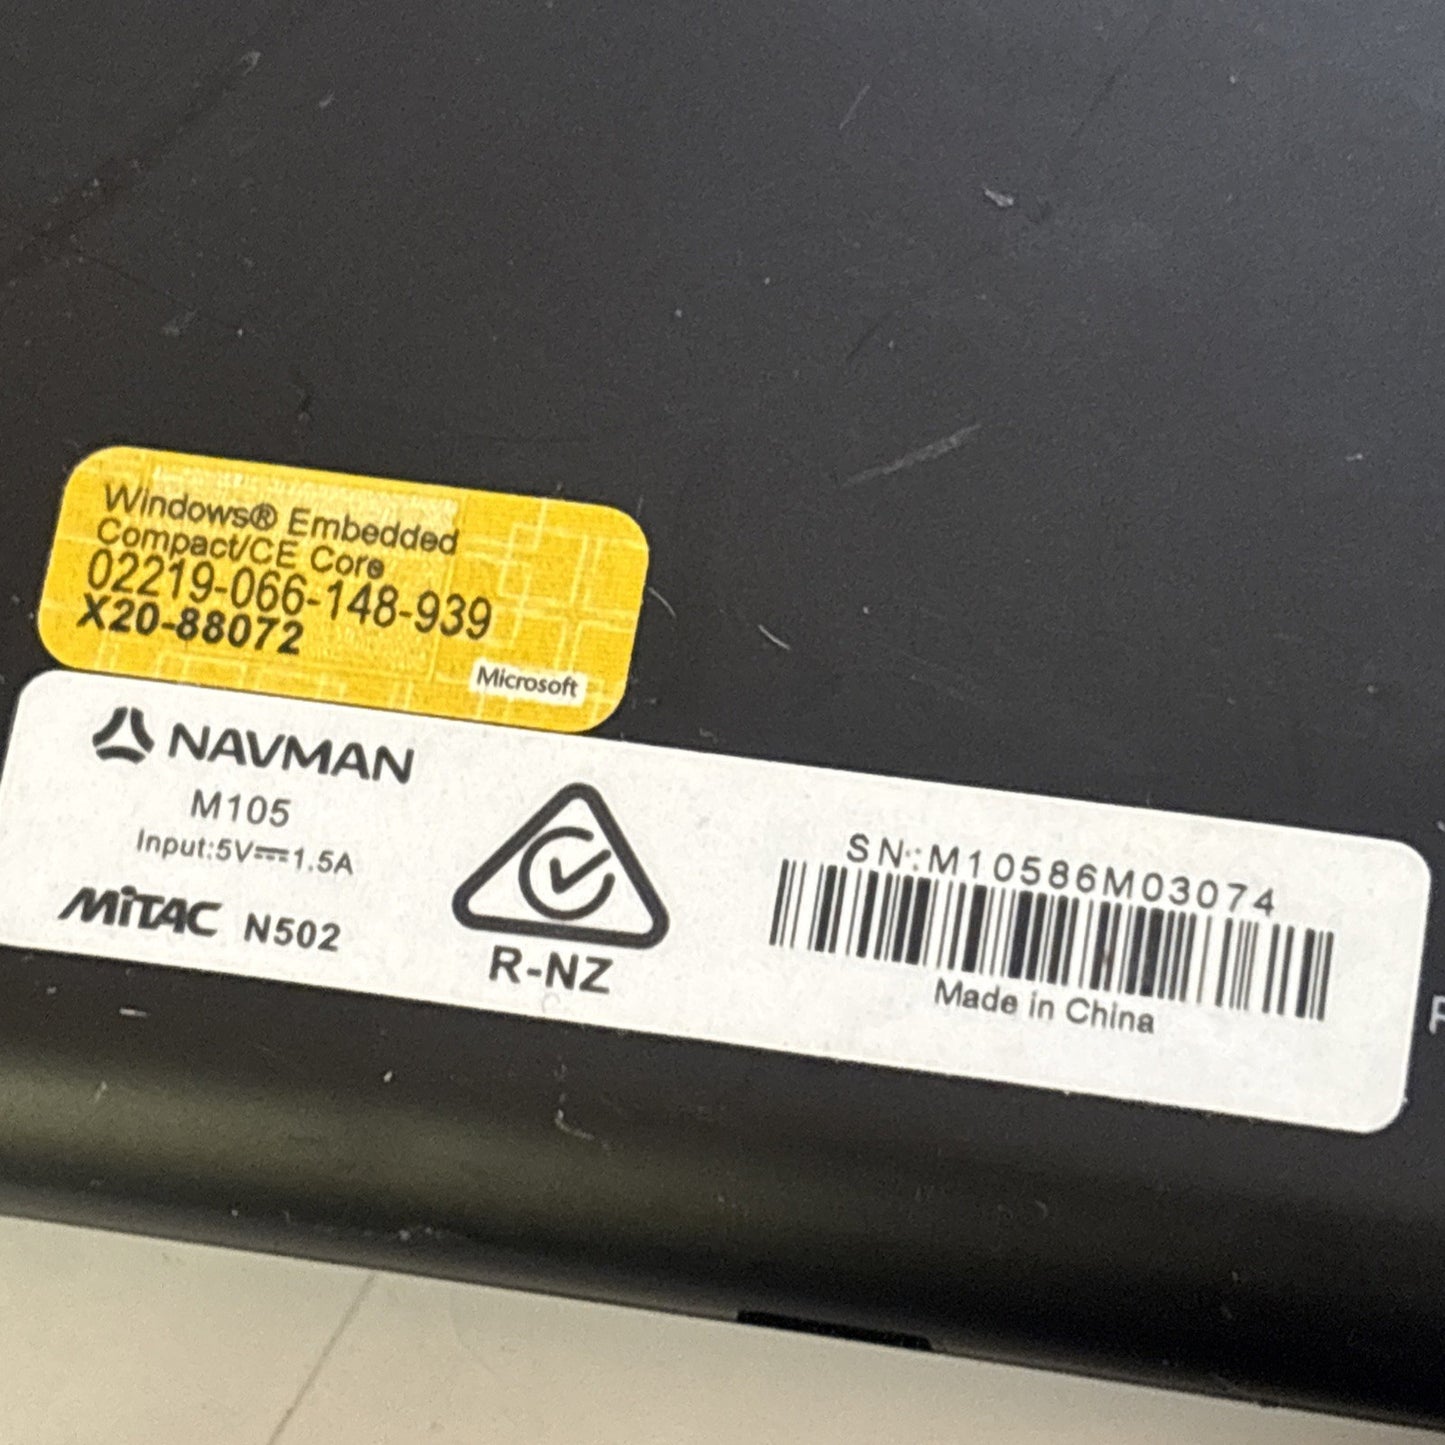 Windows® Embedded
Compact/CE Core
02219-066-148-939
X20-88072
Microsoft
NAVMAN
M105
Input:5V⎓1.5A
MiTAC N502
R-NZ
SN:M10586M03074
Made in China